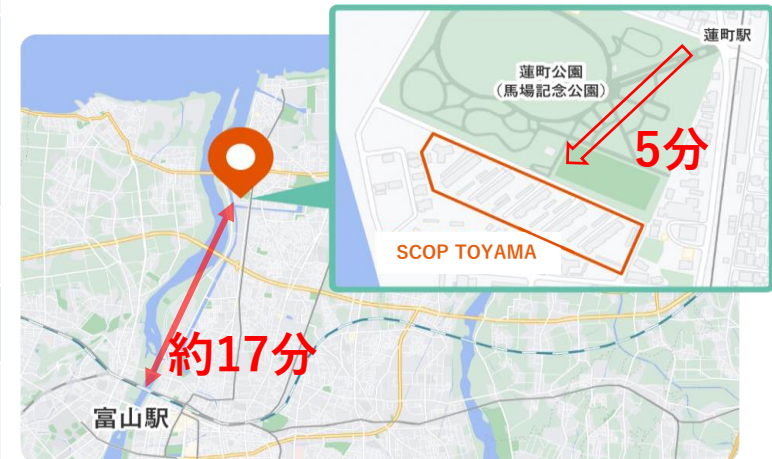 蓮町駅
蓮町公園
(馬場記念公園)
5分
SCOP TOYAMA
約17分
富山駅